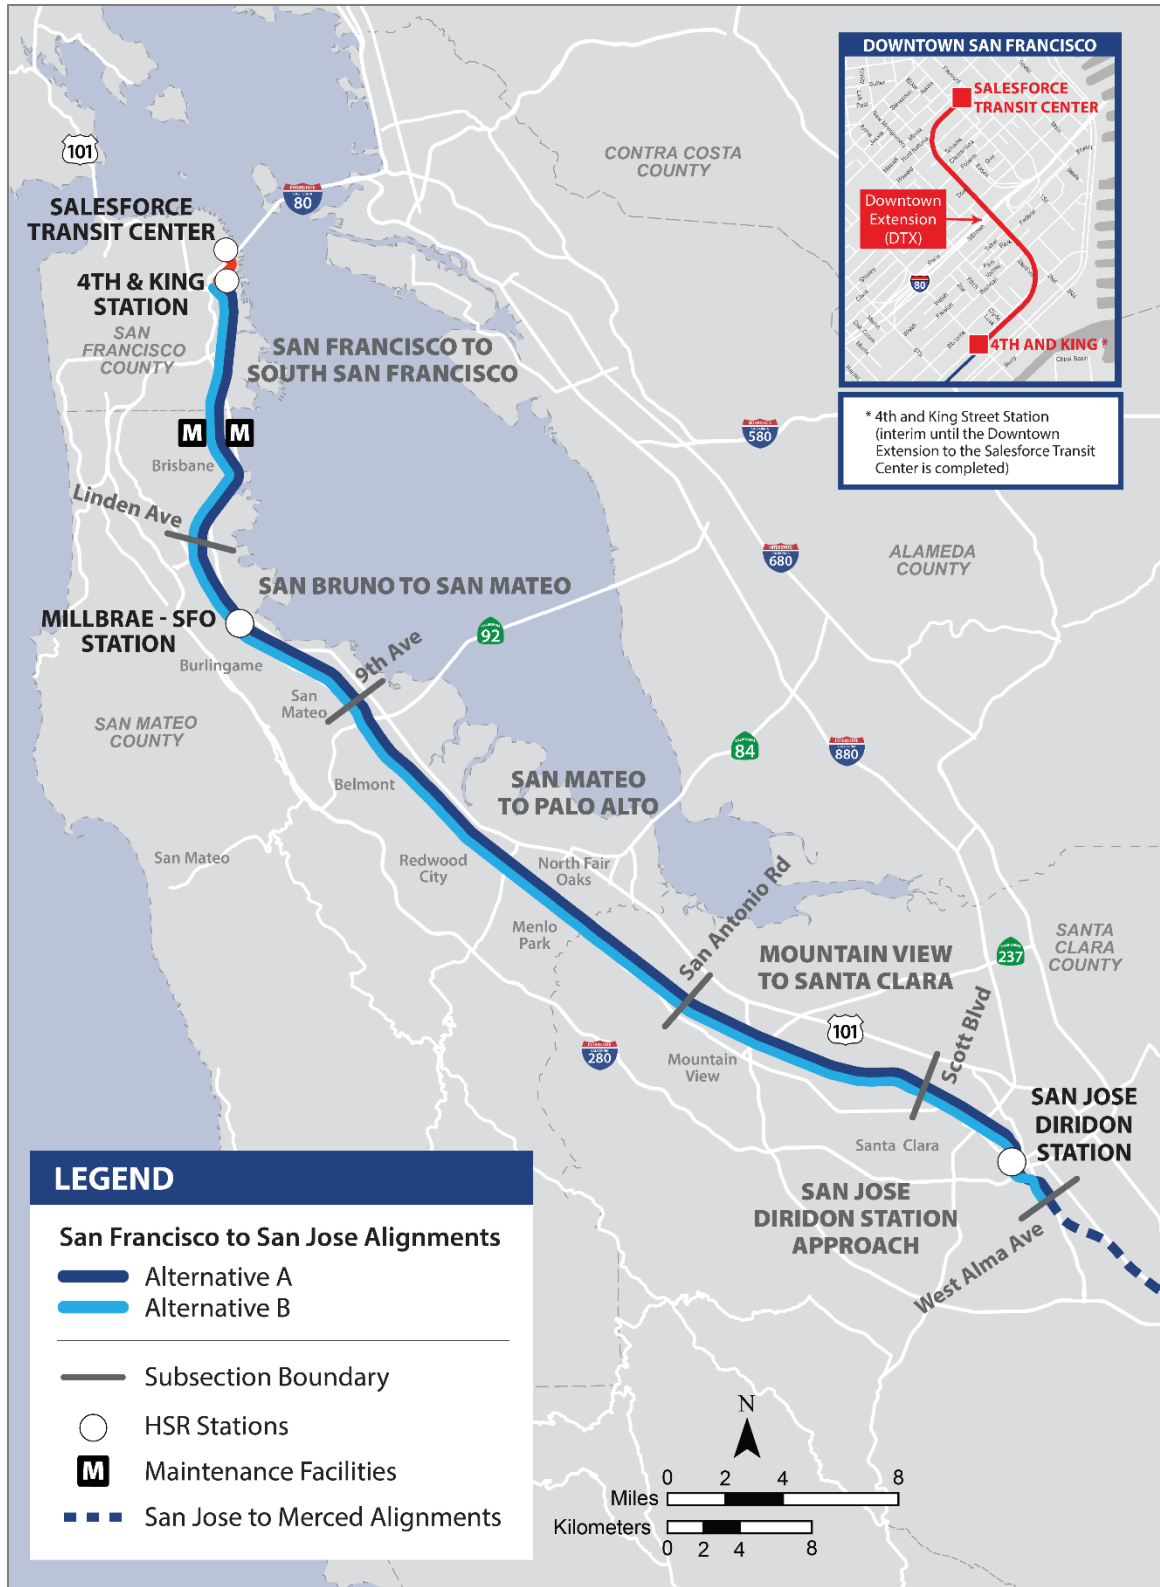 DOWNTOWN SAN FRANCISCO
SALESFORCE
TRANSIT CENTER
Downtown
Extension
(DTX)
80
4TH AND KING *
China Basin
* 4th and King Street Station
(interim until the Downtown
Extension to the Salesforce Transit
Center is completed)
101
CONTRA COSTA
COUNTY
INTERSTATE
80
SALESFORCE
TRANSIT CENTER
4TH & KING
STATION
SAN
FRANCISCO
COUNTY
SAN FRANCISCO TO
SOUTH SAN FRANCISCO
M M
Brisbane
580
Linden Ave
680
ALAMEDA
COUNTY
SAN BRUNO TO SAN MATEO
MILLBRAE - SFO
STATION
92
9th Ave
Burlingame
San
Mateo
SAN MATEO
COUNTY
84
880
Belmont
SAN MATEO
TO PALO ALTO
San Mateo
Redwood
City
North Fair
Oaks
Menlo
Park
San Antonio Rd
MOUNTAIN VIEW
TO SANTA CLARA
237
SANTA
CLARA
COUNTY
101
280
Mountain
View
Scott Blvd
SAN JOSE
DIRIDON
STATION
Santa Clara
SAN JOSE
DIRIDON STATION
APPROACH
West Alma Ave
LEGEND
San Francisco to San Jose Alignments
Alternative A
Alternative B
Subsection Boundary
HSR Stations
M Maintenance Facilities
San Jose to Merced Alignments
N
0 2 4 8
Miles
Kilometers
0 2 4 8